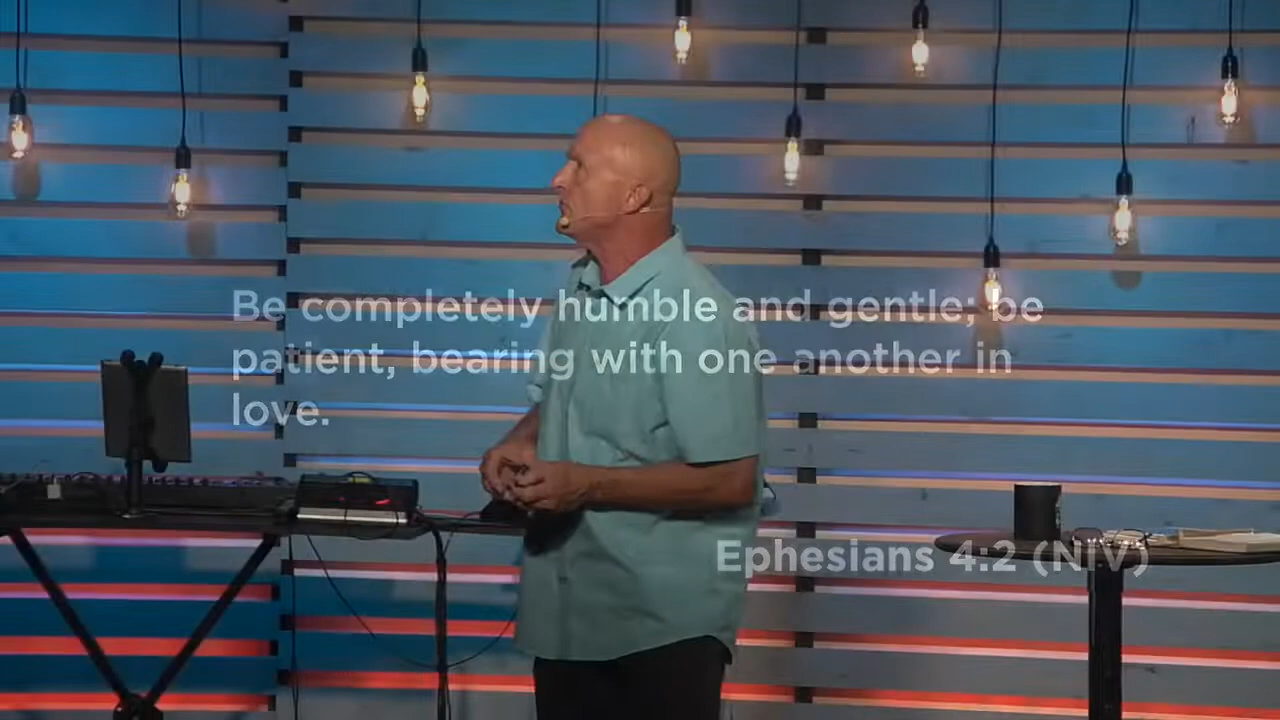 Be completely humble and gentle; be
patient, bearing with one another in
love.
Ephesians 4:2 (NIV)